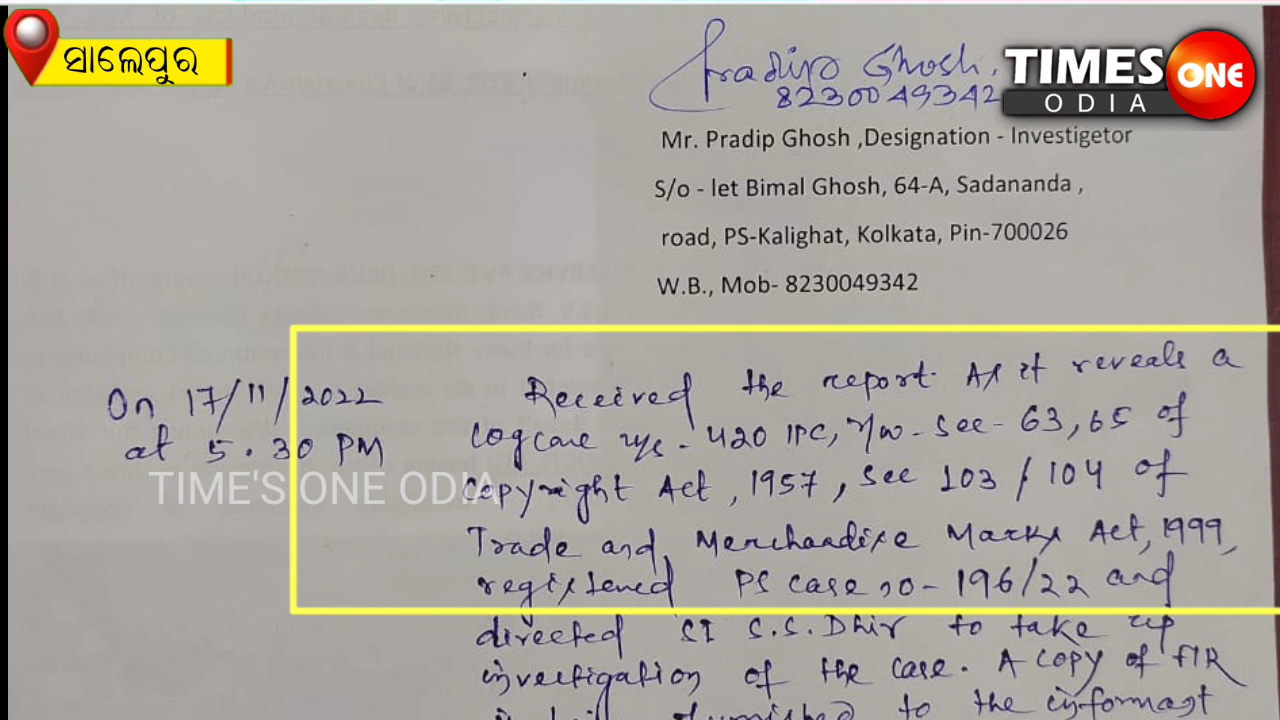 ସାଲେପୁର
TIMES ONE
ODIA
Pradip Ghosh.
8230049342
Mr. Pradip Ghosh ,Designation - Investigetor
S/o - let Bimal Ghosh, 64-A, Sadananda ,
road, PS-Kalighat, Kolkata, Pin-700026
W.B., Mob- 8230049342
On 17/11/2022
at 5.30 PM
TIME'S ONE ODIA
Received the report. As it reveals a
cog case u/s - 420 IPC, r/w - sec - 63, 65 of
copyright Act, 1957, sec 103/104 of
Trade and Merchandise Marks Act, 1999,
registered PS case no - 196/22 and
directed SI S.S. Dhir to take up
investigation of the case. A copy of FIR
to the informant